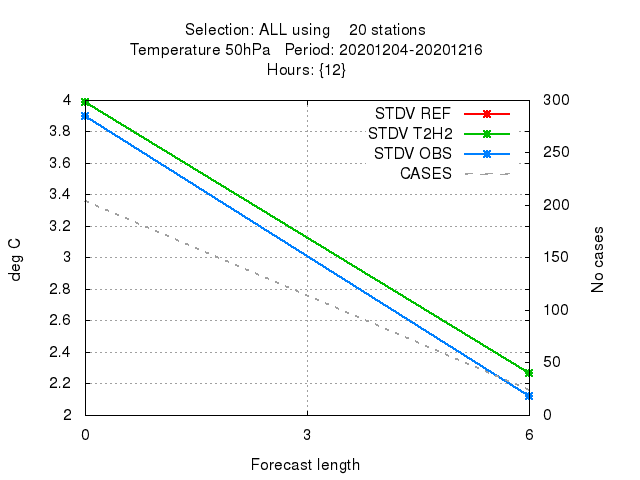 Selection: ALL using    20 stations
Temperature 50hPa   Period: 20201204-20201216
Hours: {12}
4
3.8
3.6
3.4
3.2
3
2.8
2.6
2.4
2.2
2
deg C
STDV REF
STDV T2H2
STDV OBS
CASES
300
250
200
150
100
50
0
No cases
0
3
6
Forecast length